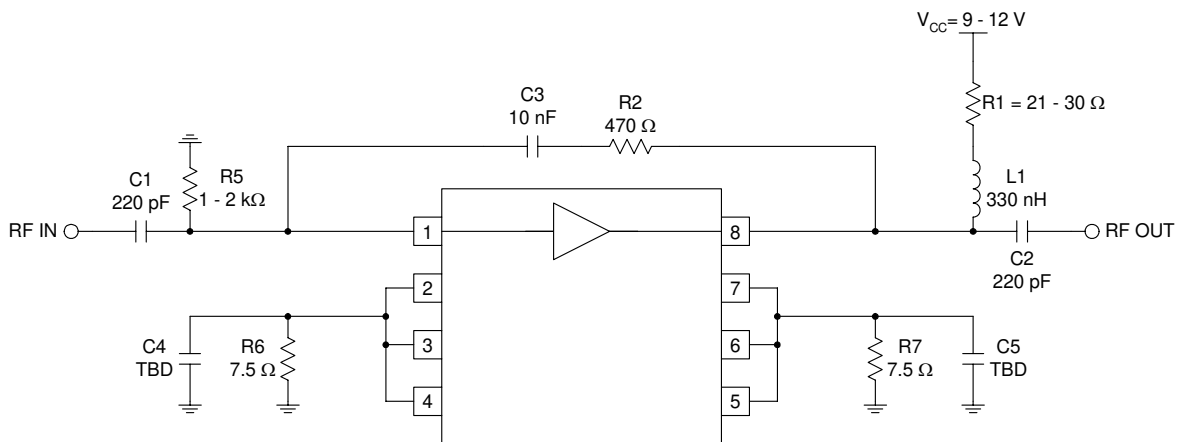 V_CC = 9 - 12 V
R1 = 21 - 30 Ω
C3
10 nF
R2
470 Ω
C1
220 pF
R5
1 - 2 kΩ
L1
330 nH
RF IN
1
8
RF OUT
C2
220 pF
2
7
C4
TBD
R6
7.5 Ω
3
6
R7
7.5 Ω
C5
TBD
4
5